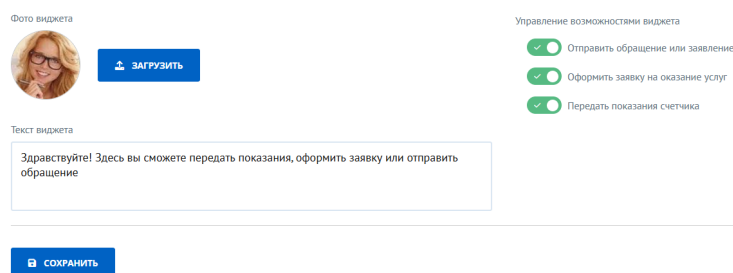 Фото виджета
ЗАГРУЗИТЬ
Текст виджета
Здравствуйте! Здесь вы сможете передать показания, оформить заявку или отправить
обращение
СОХРАНИТЬ
Управление возможностями виджета
Отправить обращение или заявление
Оформить заявку на оказание услуг
Передать показания счетчика